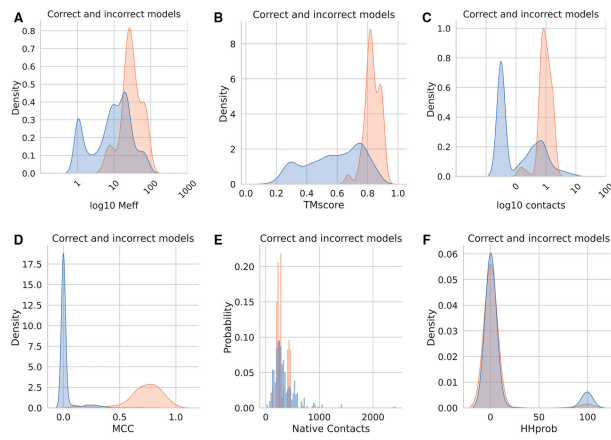 A
Correct and incorrect models
Density
0.8
0.7
0.6
0.5
0.4
0.3
0.2
0.1
0.0
1
10
100
1000
log10 Meff
B
Correct and incorrect models
Density
8
6
4
2
0
0.0 0.2 0.4 0.6 0.8 1.0
TMscore
C
Correct and incorrect models
Density
1.0
0.8
0.6
0.4
0.2
0.0
0
1
10
100
log10 contacts
D
Correct and incorrect models
Density
17.5
15.0
12.5
10.0
7.5
5.0
2.5
0.0
0.0 0.5 1.0
MCC
E
Correct and incorrect models
Probability
0.20
0.15
0.10
0.05
0.00
0 1000 2000
Native Contacts
F
Correct and incorrect models
Density
0.06
0.05
0.04
0.03
0.02
0.01
0.00
0 50 100
HHprob